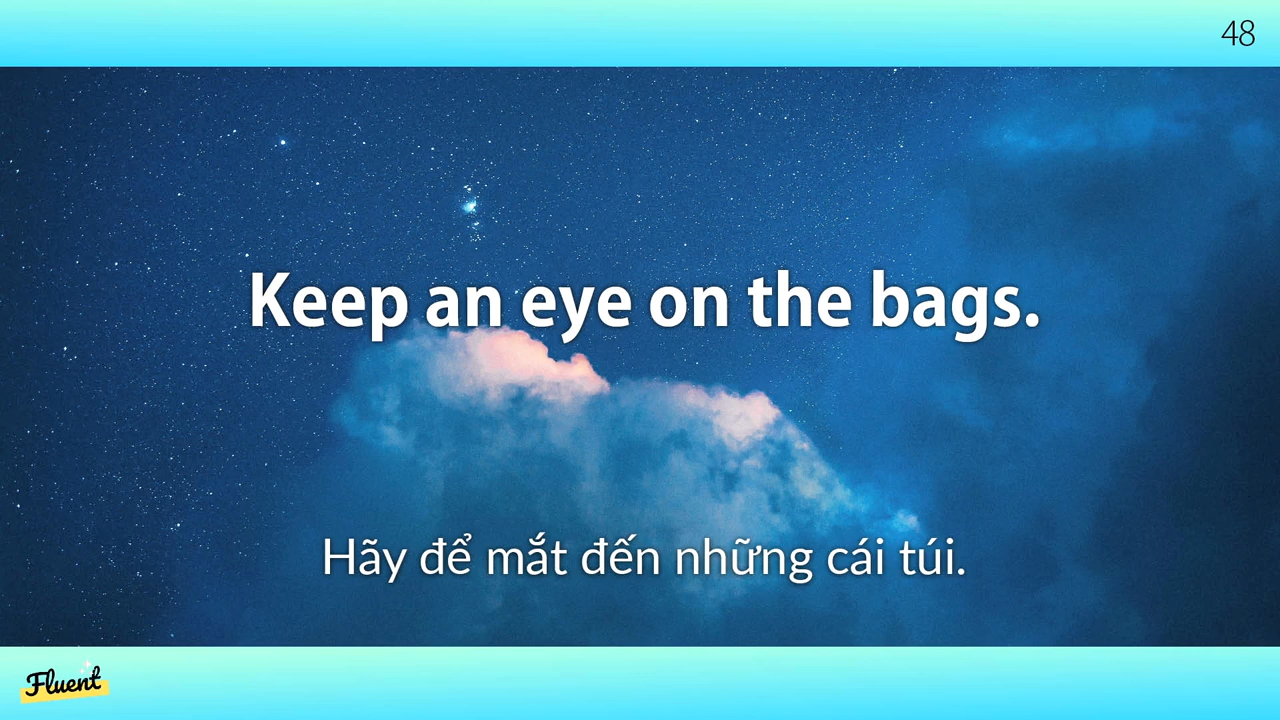 48
Keep an eye on the bags.
Hãy để mắt đến những cái túi.
Fluent